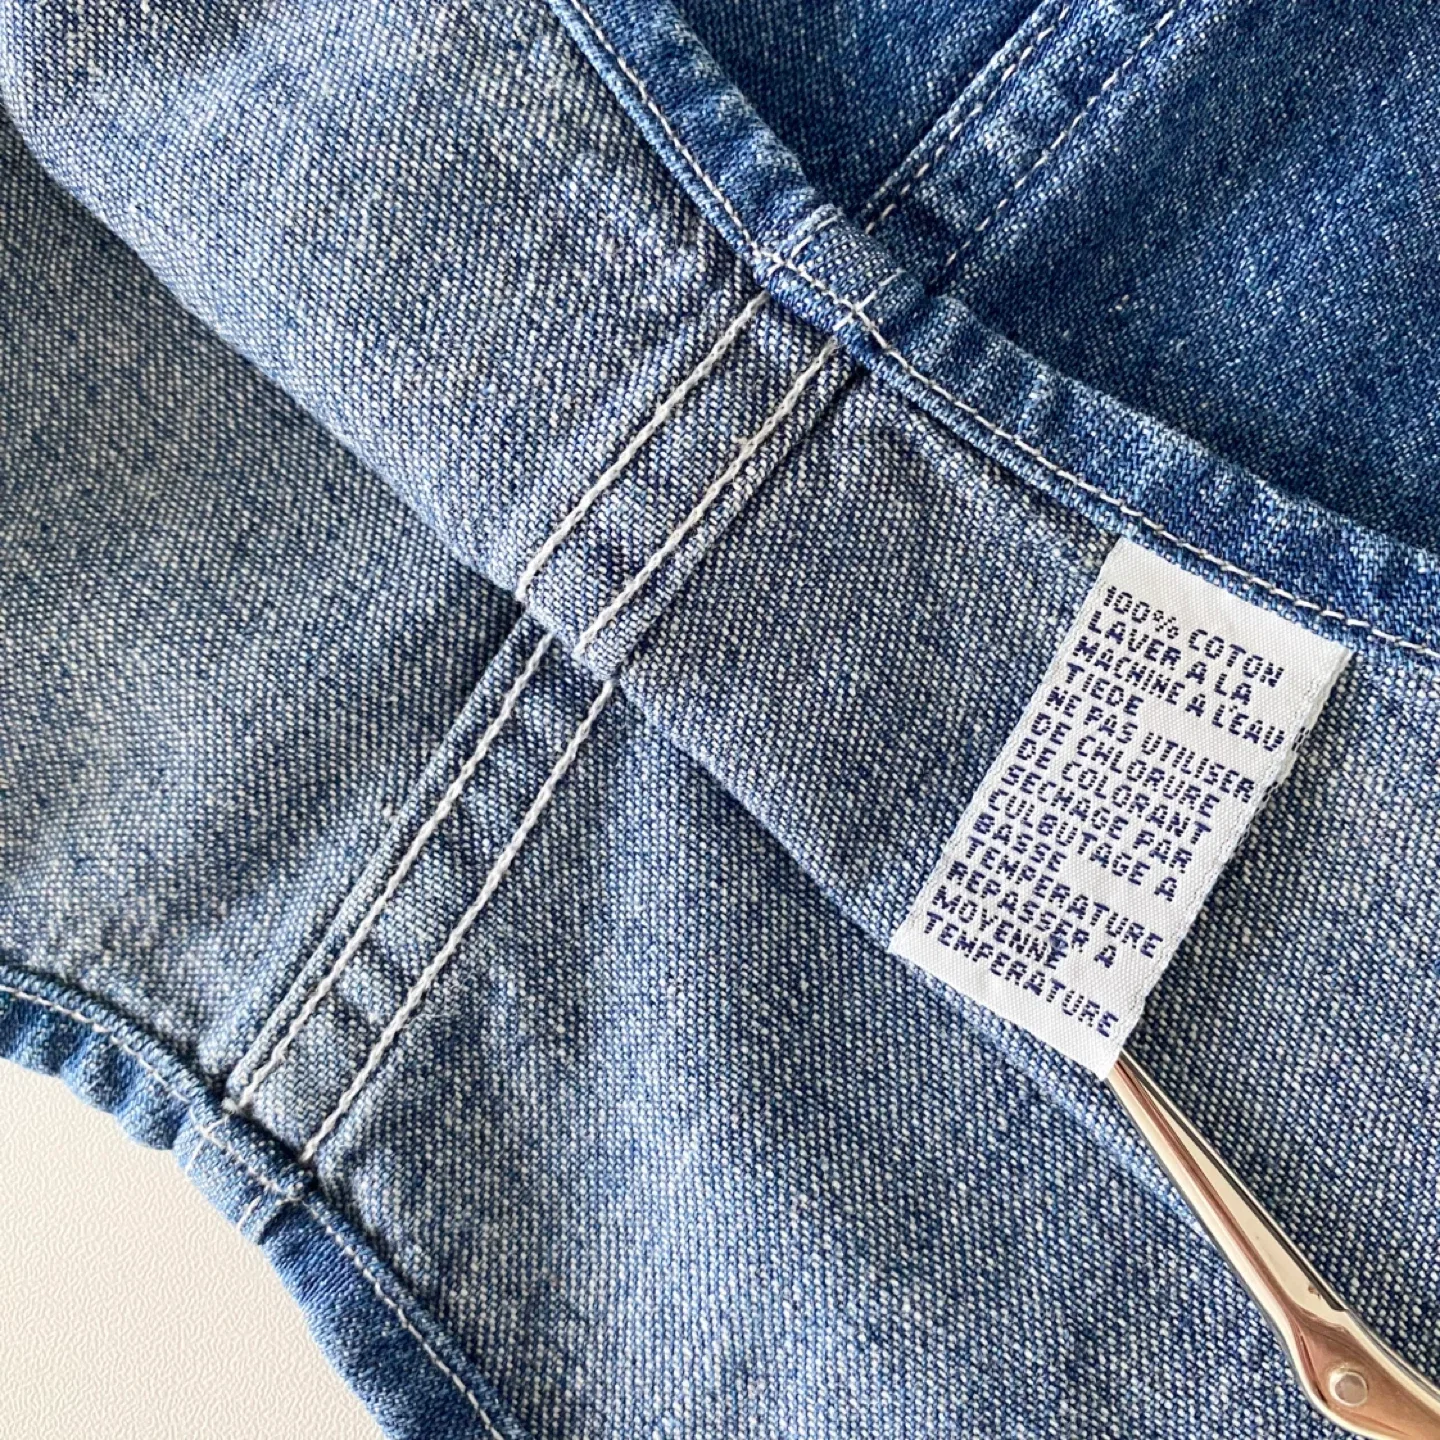 100% COTON
LAVER A LA
MACHINE A L'EAU
TIEDE
NE PAS UTILISER
DE CHLORURE
DE COLORANT
SECHAGE PAR
CULBUTAGE A
BASSE
TEMPERATURE
REPASSER A
MOYENNE
TEMPERATURE